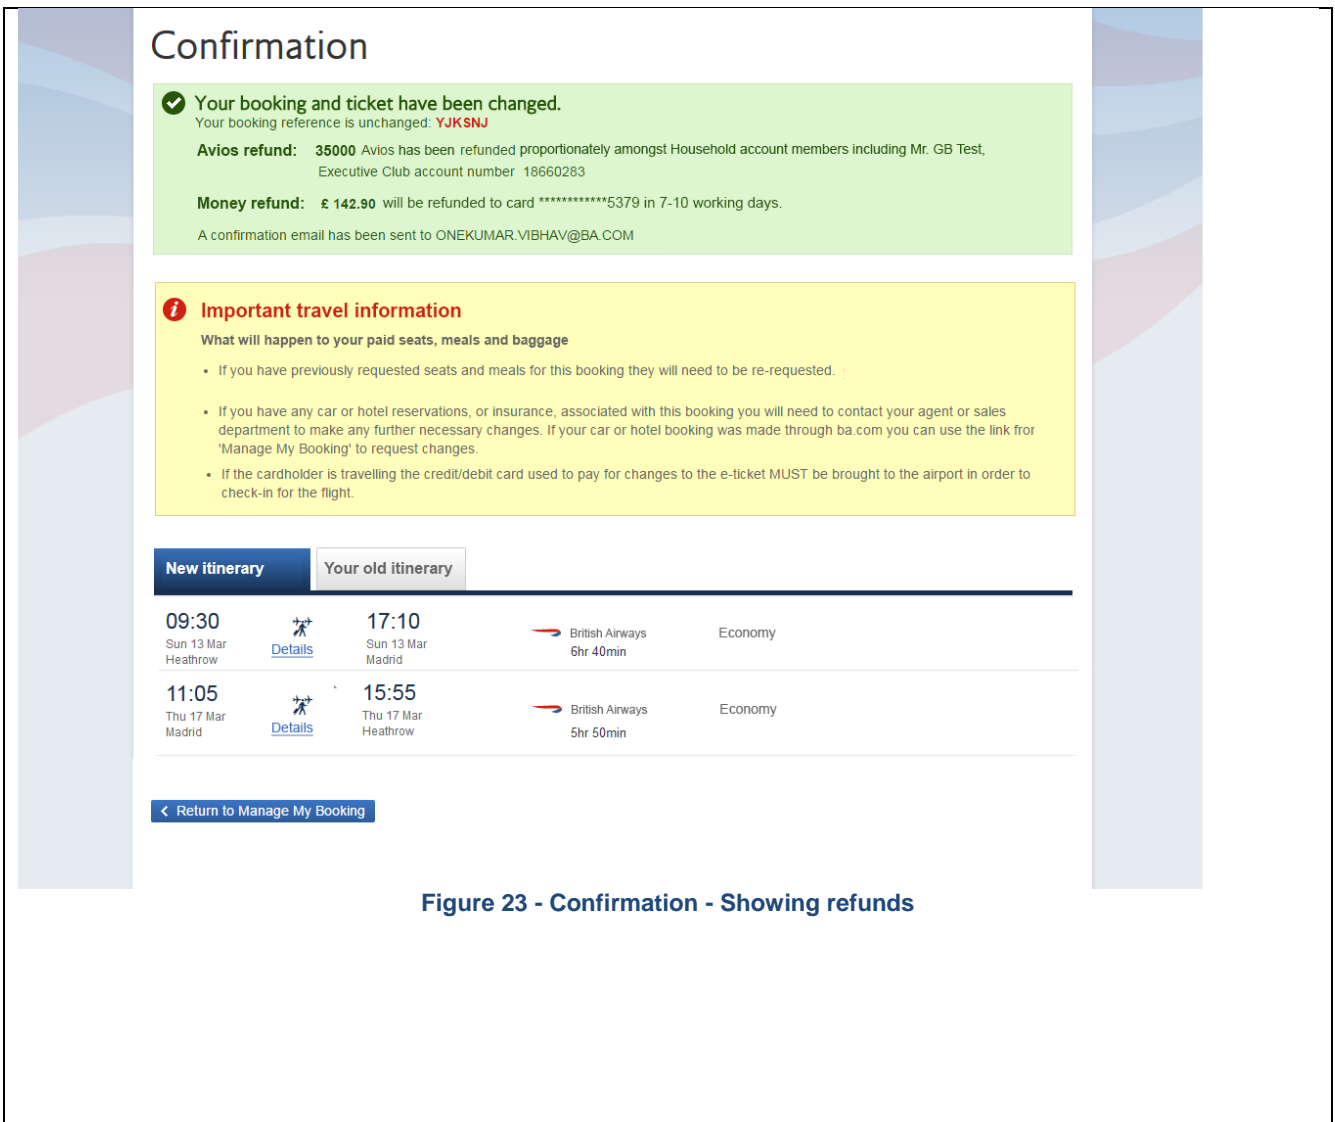 Confirmation
Your booking and ticket have been changed.
Your booking reference is unchanged: YJKSNJ
Avios refund: 35000 Avios has been refunded proportionately amongst Household account members including Mr. GB Test,
Executive Club account number 18660283
Money refund: £ 142.90 will be refunded to card ************5379 in 7-10 working days.
A confirmation email has been sent to ONEKUMAR.VIBHAV@BA.COM
Important travel information
What will happen to your paid seats, meals and baggage
• If you have previously requested seats and meals for this booking they will need to be re-requested.
• If you have any car or hotel reservations, or insurance, associated with this booking you will need to contact your agent or sales
department to make any further necessary changes. If your car or hotel booking was made through ba.com you can use the link fror
'Manage My Booking' to request changes.
• If the cardholder is travelling the credit/debit card used to pay for changes to the e-ticket MUST be brought to the airport in order to
check-in for the flight.
New itinerary Your old itinerary
09:30 17:10
Sun 13 Mar Details Sun 13 Mar British Airways Economy
Heathrow Madrid 6hr 40min
11:05 15:55
Thu 17 Mar Details Thu 17 Mar British Airways Economy
Madrid Heathrow 5hr 50min
Return to Manage My Booking
Figure 23 - Confirmation - Showing refunds